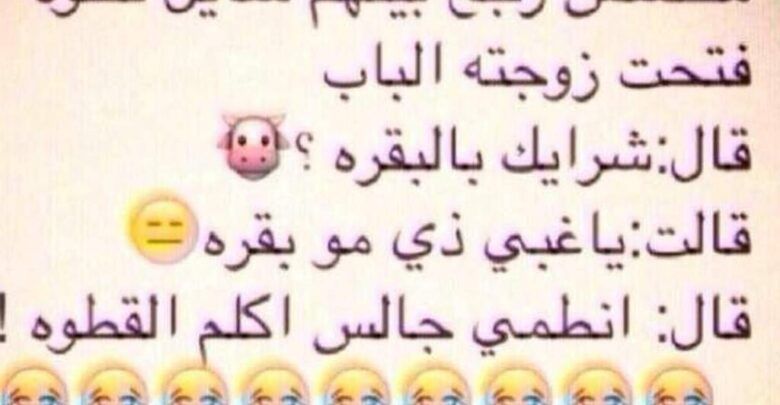 فتحت زوجته الباب
قال:شرايك بالبقره ؟🐮
قالت:ياغبي ذي مو بقره😑
قال: انطمي جالس اكلم القطوه !
😂😂😂😂😂😂😂😂😂